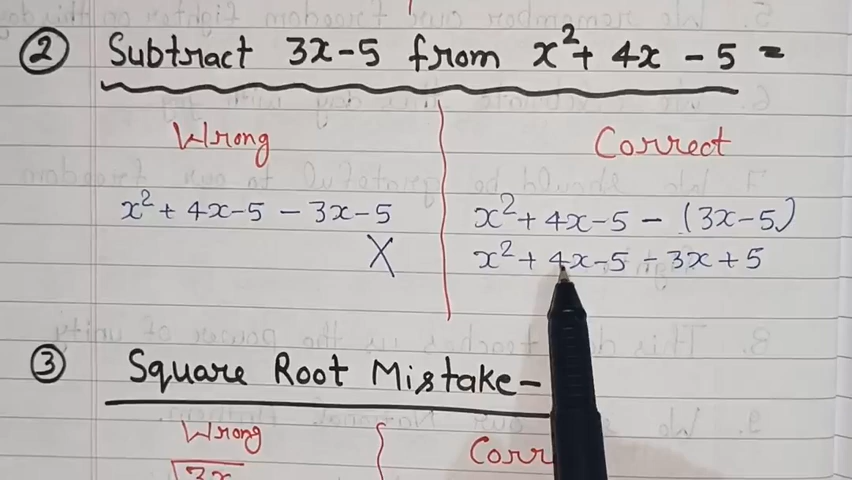 ② Subtract 3x-5 from x²+ 4x - 5 =
Wrong
x² + 4x-5 - 3x-5
X
Correct
x² + 4x-5 - (3x-5)
x² + 4x-5 - 3x + 5
③ Square Root Mistake-
Wrong
Corr